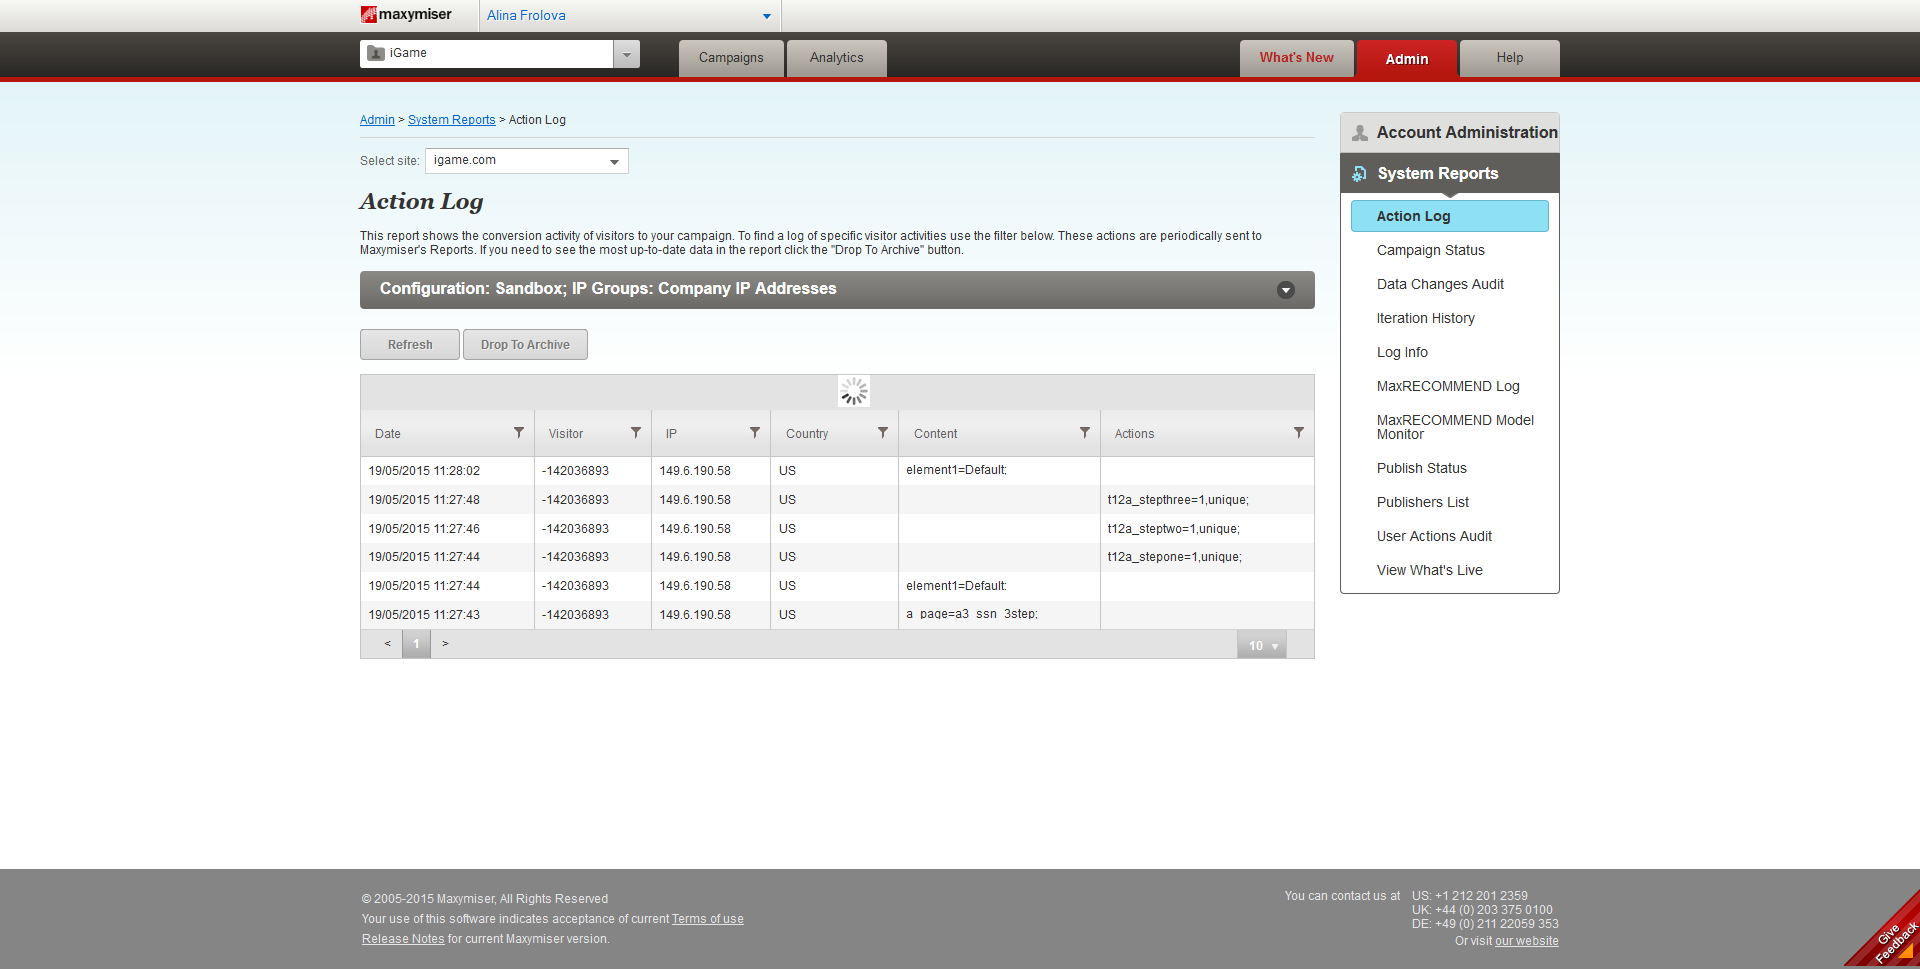 maxymiser
Alina Frolova
iGame
Campaigns
Analytics
What's New
Admin
Help
Admin > System Reports > Action Log
Select site: igame.com
Action Log
This report shows the conversion activity of visitors to your campaign. To find a log of specific visitor activities use the filter below. These actions are periodically sent to
Maxymiser's Reports. If you need to see the most up-to-date data in the report click the "Drop To Archive" button.
Configuration: Sandbox; IP Groups: Company IP Addresses
Refresh
Drop To Archive
Date Visitor IP Country Content Actions
19/05/2015 11:28:02 -142036893 149.6.190.58 US element1=Default;
19/05/2015 11:27:48 -142036893 149.6.190.58 US t12a_stepthree=1,unique;
19/05/2015 11:27:46 -142036893 149.6.190.58 US t12a_steptwo=1,unique;
19/05/2015 11:27:44 -142036893 149.6.190.58 US t12a_stepone=1,unique;
19/05/2015 11:27:44 -142036893 149.6.190.58 US element1=Default:
19/05/2015 11:27:43 -142036893 149.6.190.58 US a_page=a3_ssn_3step;
< 1 > 10
Account Administration
System Reports
Action Log
Campaign Status
Data Changes Audit
Iteration History
Log Info
MaxRECOMMEND Log
MaxRECOMMEND Model
Monitor
Publish Status
Publishers List
User Actions Audit
View What's Live
© 2005-2015 Maxymiser, All Rights Reserved
Your use of this software indicates acceptance of current Terms of use
Release Notes for current Maxymiser version.
You can contact us at US: +1 212 201 2359
UK: +44 (0) 203 375 0100
DE: +49 (0) 211 22059 353
Or visit our website
Give
Feedback